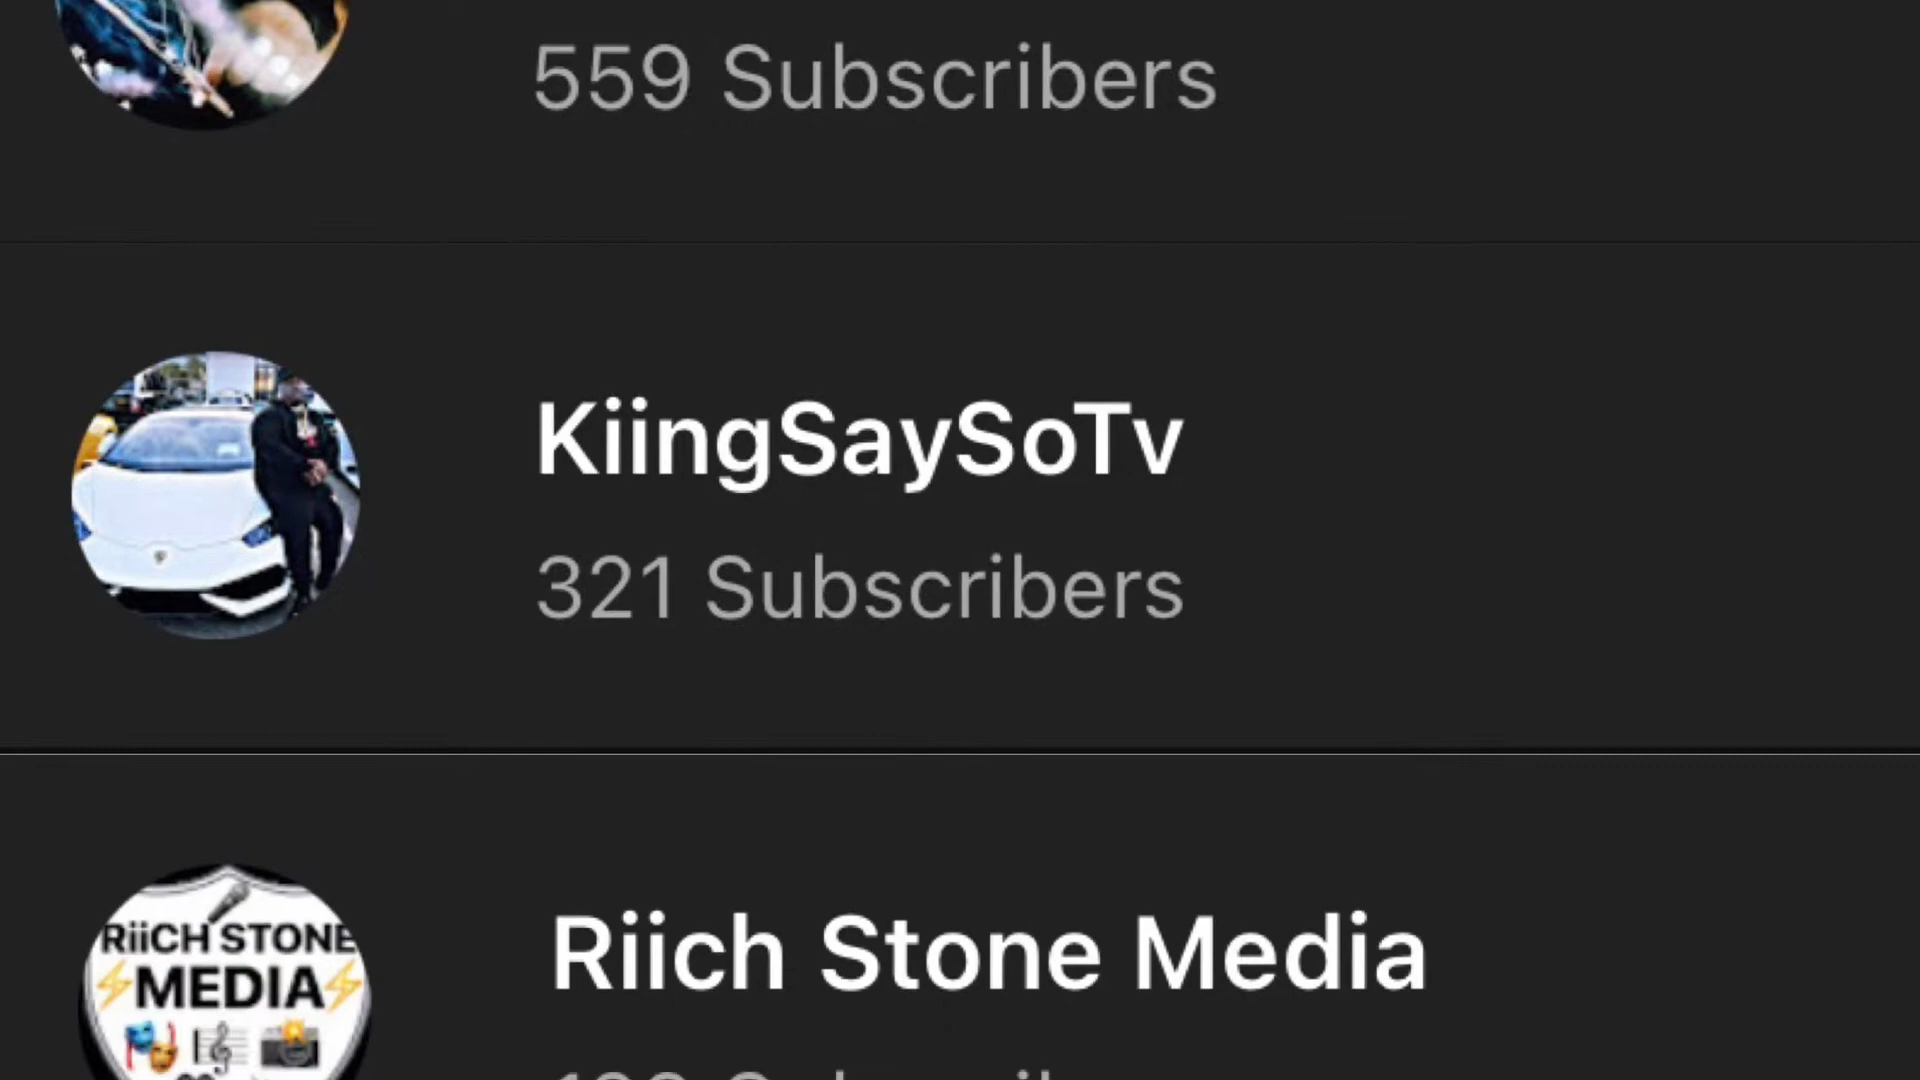 559 Subscribers
KiingSaySoTv
321 Subscribers
RiiCH STONE
MEDIA
Riich Stone Media